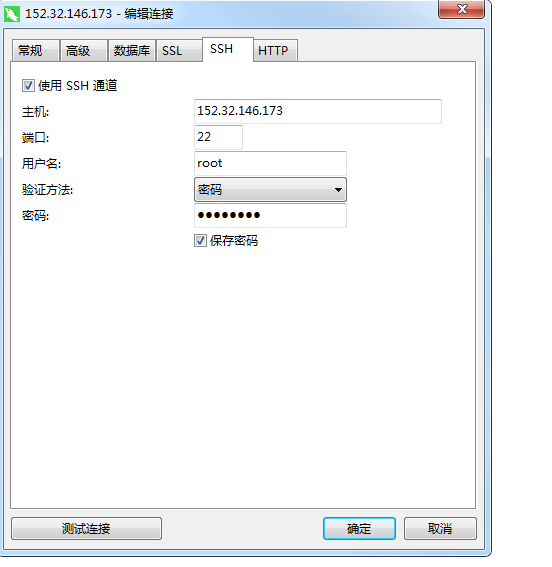 152.32.146.173 - 编辑连接
常规 高级 数据库 SSL SSH HTTP
使用 SSH 通道
主机: 152.32.146.173
端口: 22
用户名: root
验证方法: 密码
密码: ●●●●●●●●
保存密码
测试连接 确定 取消